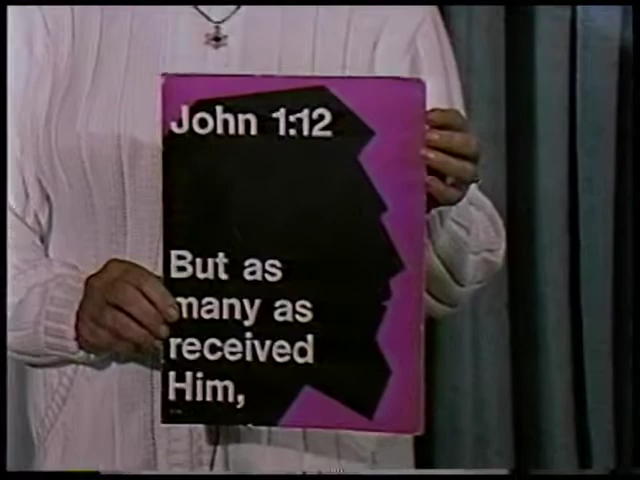 John 1:12
But as
many as
received
Him,